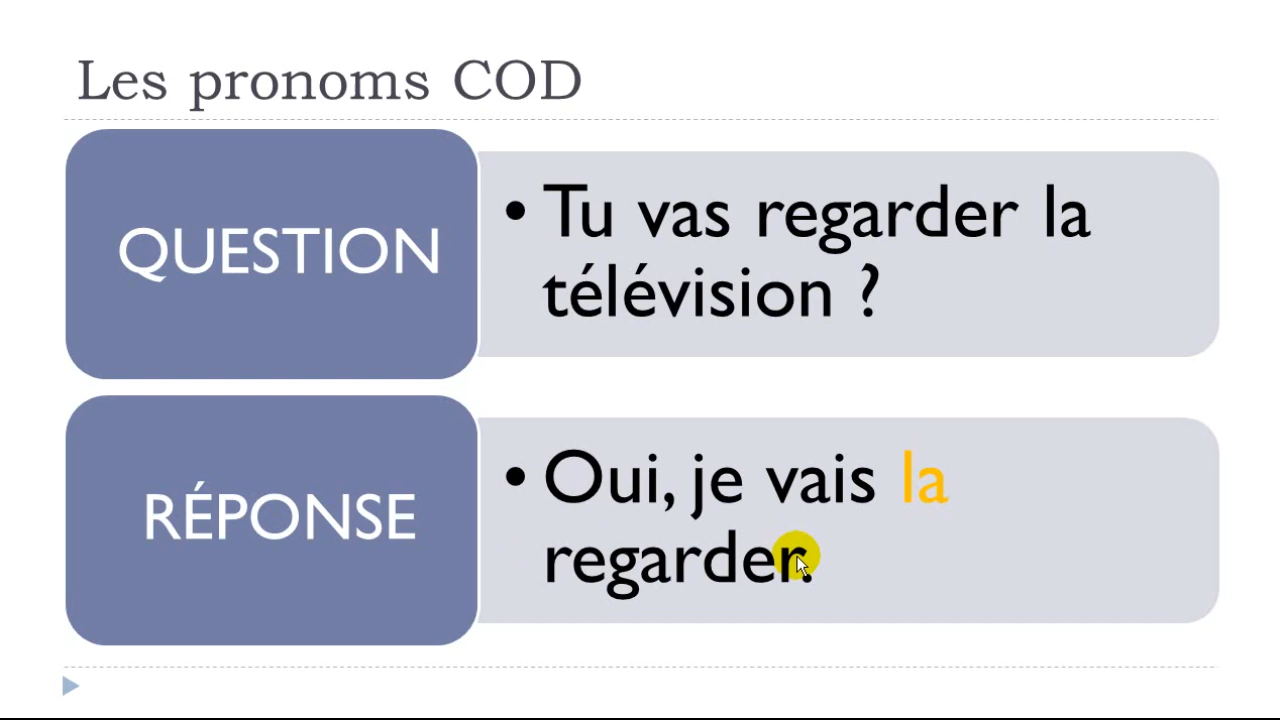 Les pronoms COD
QUESTION
• Tu vas regarder la
télévision ?
RÉPONSE
• Oui, je vais la
regarder.